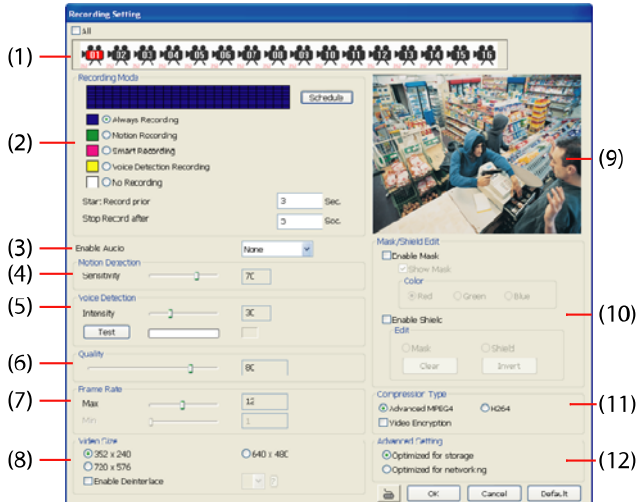 Recording Setting
All
(1)
01 02 03 04 05 06 07 08 09 10 11 12 13 14 15 16
Recording Mode
Schedule
(2)
Always Recording
Motion Recording
Smart Recording
Voice Detection Recording
No Recording
Start Record prior 3 Sec.
Stop Record after 5 Sec.
(3) Enable Audio None
Motion Detection
(4) Sensitivity 70
Voice Detection
(5) Intensity 30
Test
Quality
(6) 80
Frame Rate
(7) Max 12
Min 1
Video Size
(8) 352 x 240 640 x 480
720 x 576
Enable Deinterlace
(9)
Mask/Shield Edit
Enable Mask
Show Mask
Color
Red Green Blue
(10)
Enable Shield
Edit
Mask Shield
Clear Invert
Compression Type
Advanced MPEG4 H264 (11)
Video Encryption
Advanced Setting
Optimized for storage (12)
Optimized for networking
OK Cancel Default